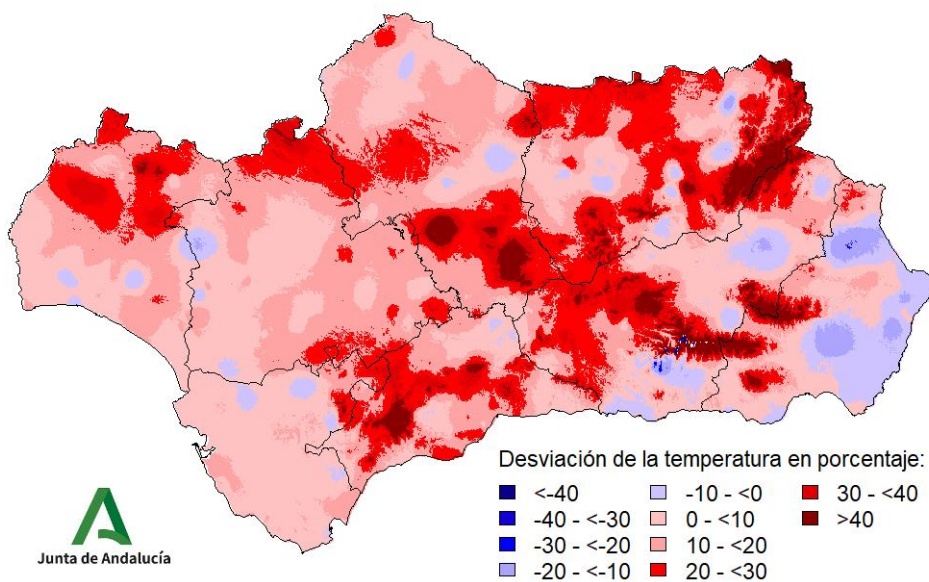 Desviación de la temperatura en porcentaje:
<-40
-40 - <-30
-30 - <-20
-20 - <-10
-10 - <0
0 - <10
10 - <20
20 - <30
30 - <40
>40
Junta de Andalucía